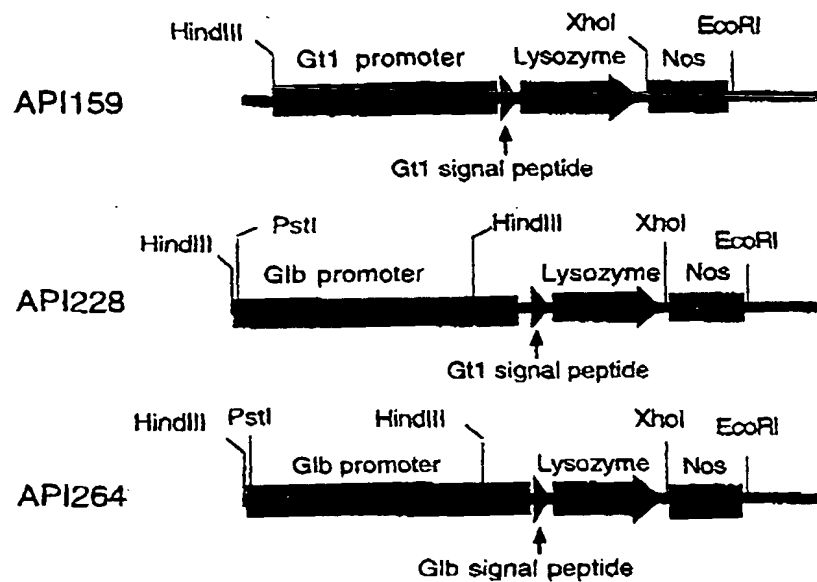 HindIII Gt1 promoter Lysozyme XhoI Nos EcoRI
API159
Gt1 signal peptide
HindIII PstI Glb promoter HindIII Lysozyme XhoI Nos EcoRI
API228
Gt1 signal peptide
HindIII PstI Glb promoter HindIII Lysozyme XhoI Nos EcoRI
API264
Glb signal peptide